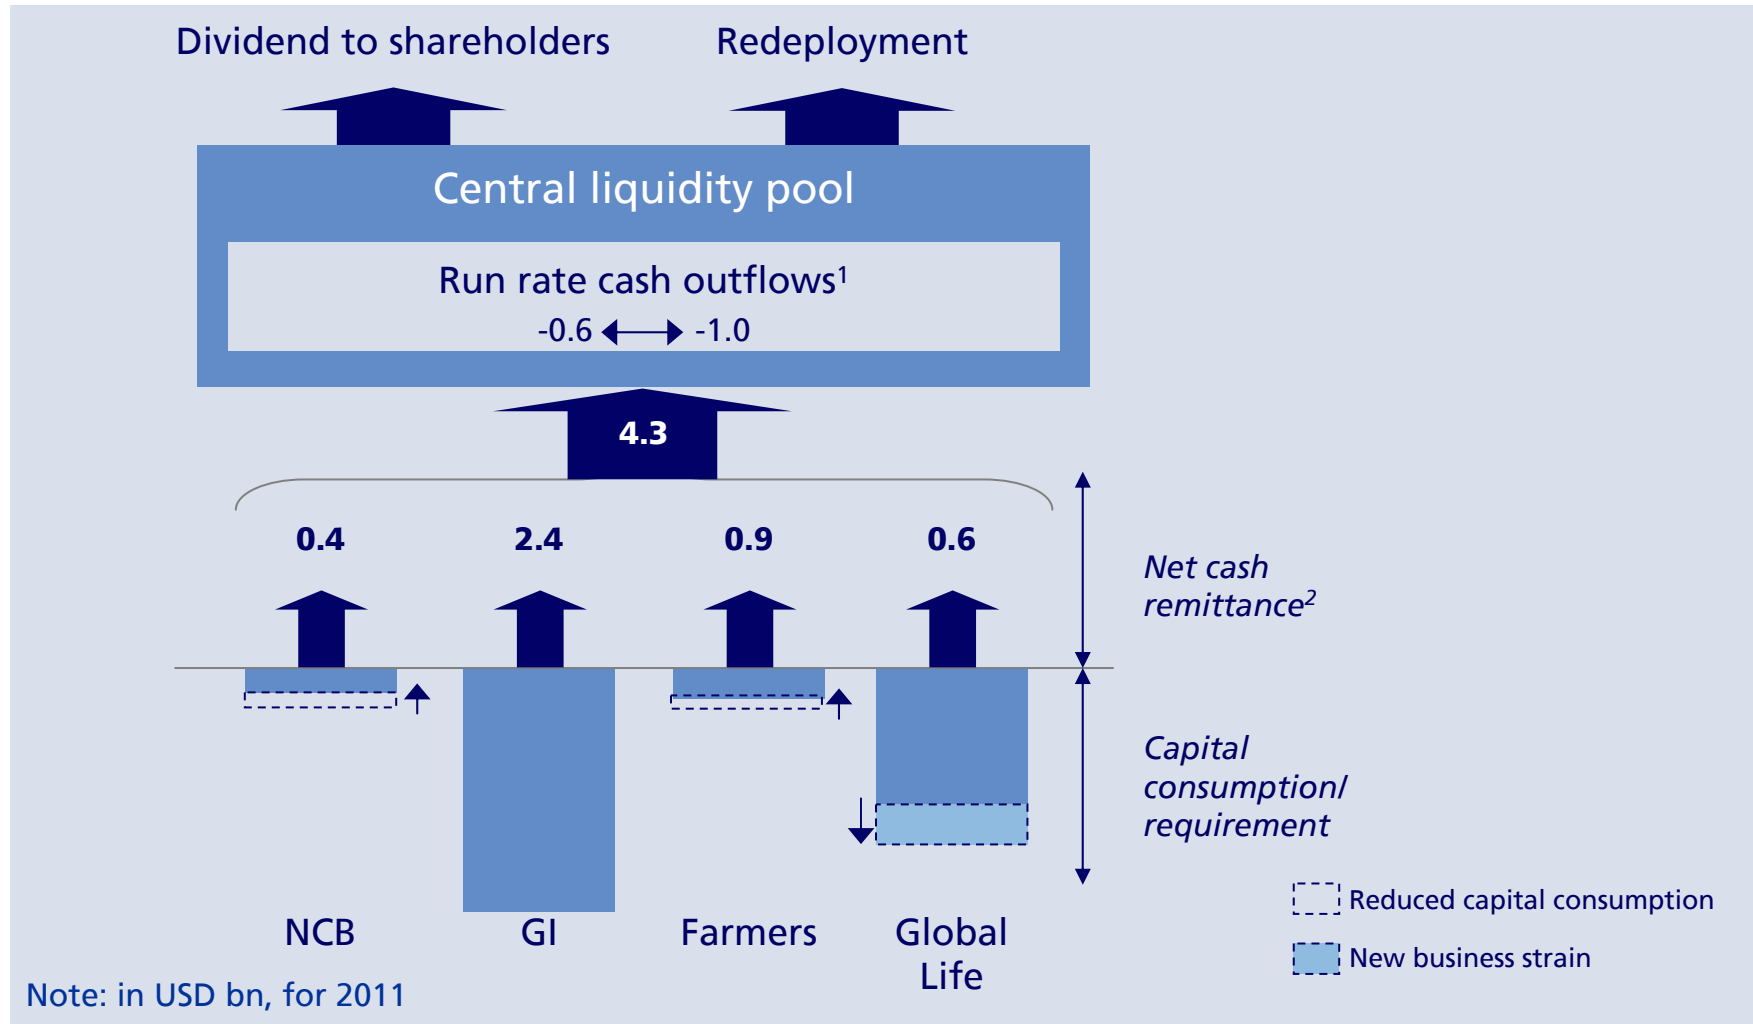 Dividend to shareholders
Redeployment
Central liquidity pool
Run rate cash outflows¹
-0.6 -1.0
4.3
0.4 2.4 0.9 0.6
Net cash
remittance²
Capital
consumption/
requirement
NCB GI Farmers Global
Life
Reduced capital consumption
New business strain
Note: in USD bn, for 2011